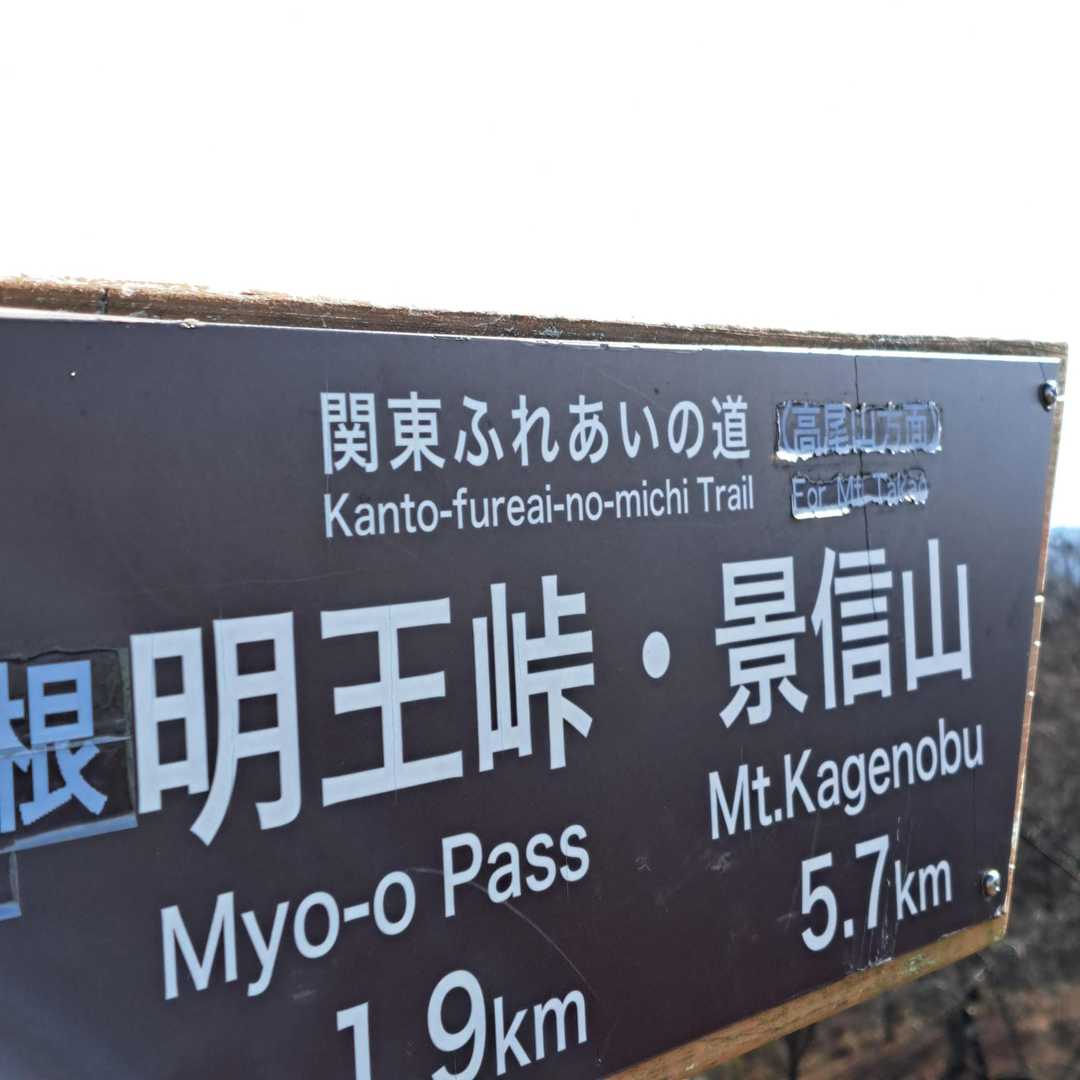 関東ふれあいの道 (高尾山方面)
Kanto-fureai-no-michi Trail For Mt. Takao
根 明王峠・景信山
Myo-o Pass Mt.Kagenobu
1.9km 5.7km